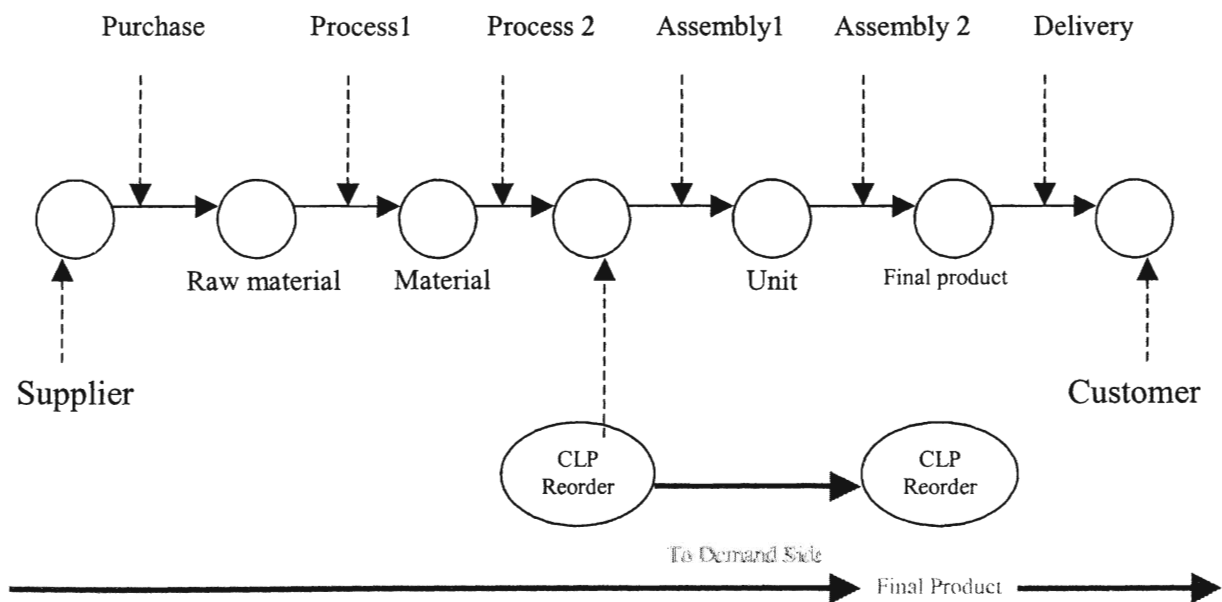 Purchase
Process1
Process 2
Assembly1
Assembly 2
Delivery
Raw material
Material
Unit
Final product
Supplier
Customer
CLP
Reorder
CLP
Reorder
To Demand Side
Final Product